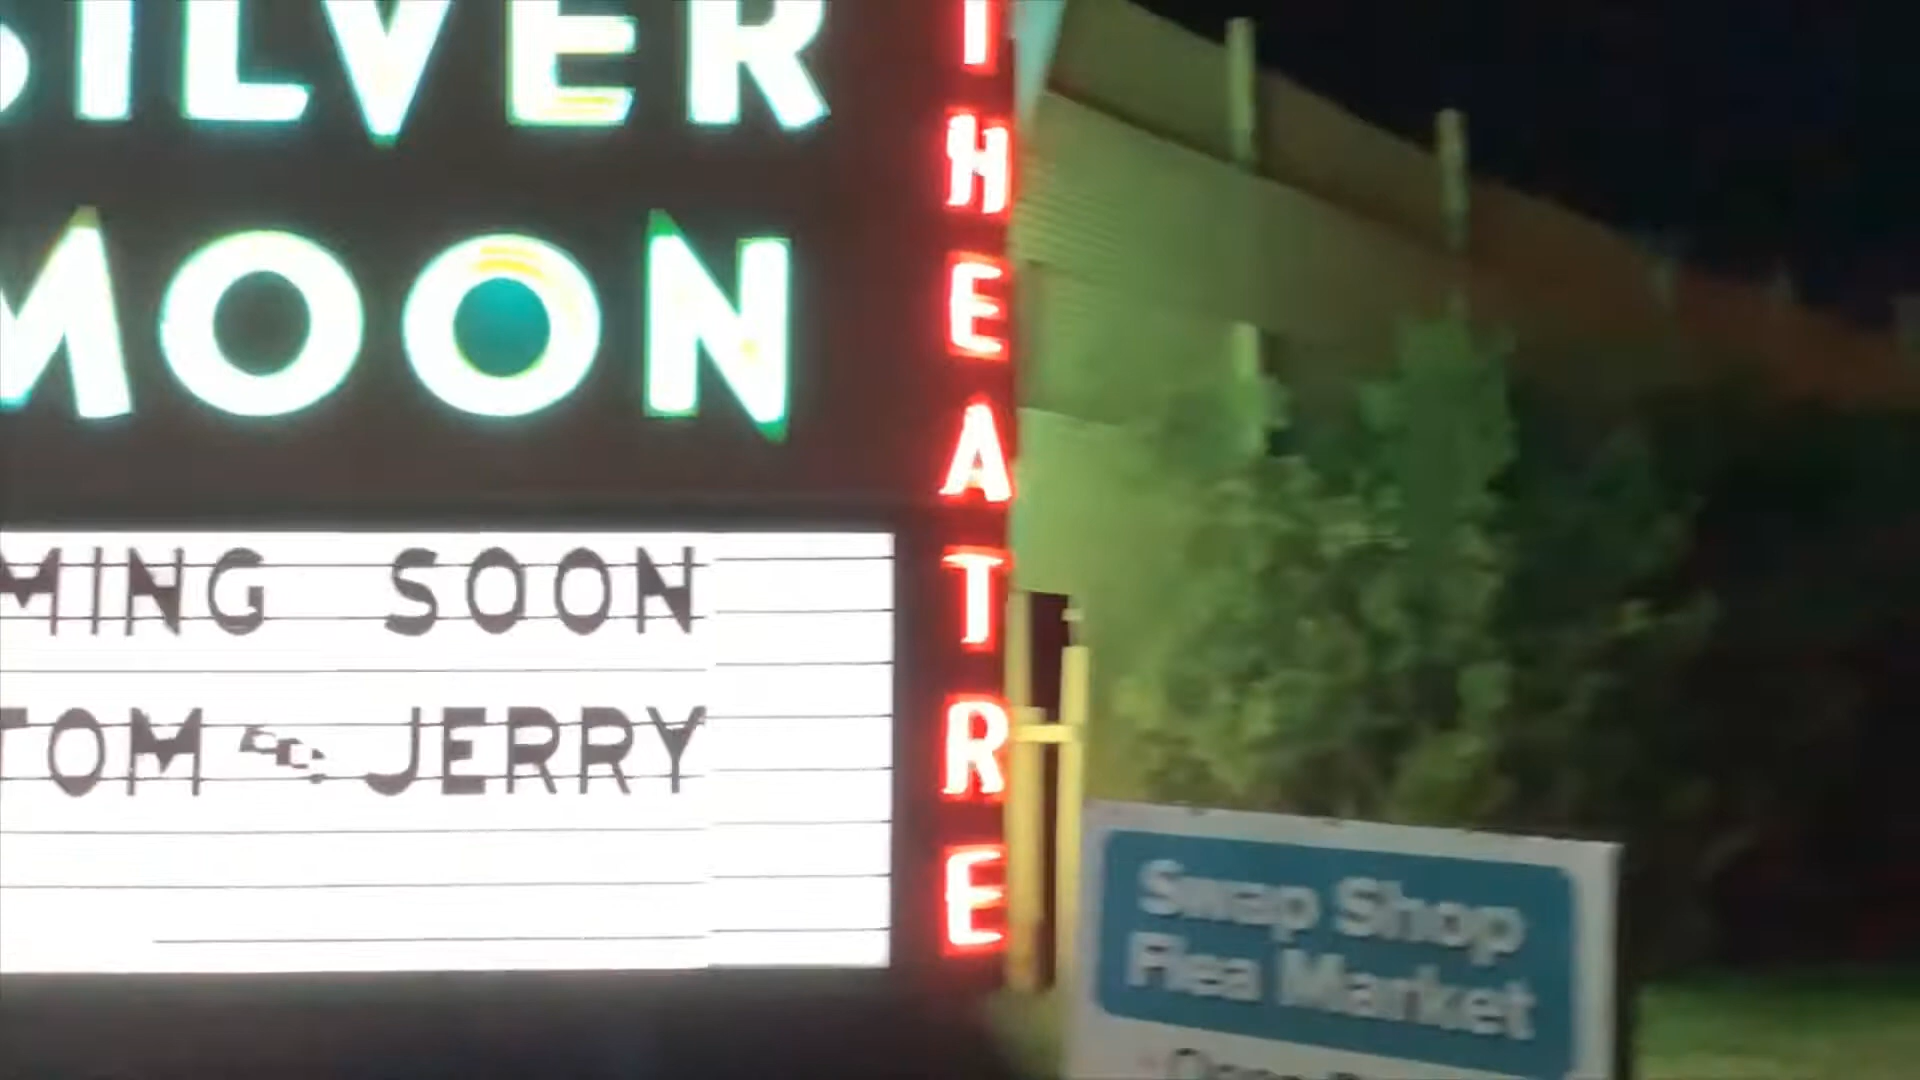 SILVER
MOON
THEATRE
MING SOON
TOM & JERRY
Swap Shop
Flea Market